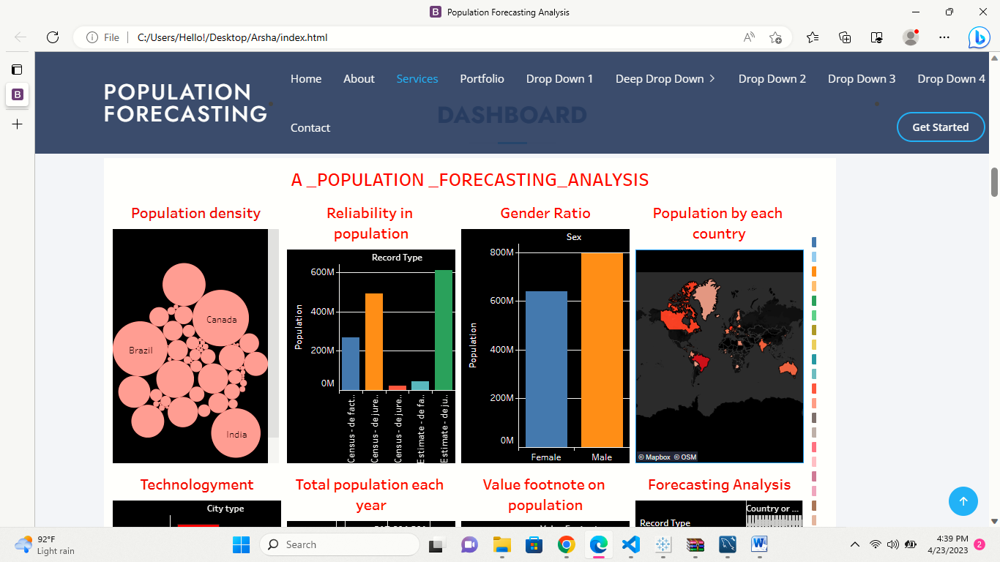 Population Forecasting Analysis
File
C:/Users/Hello!/Desktop/Arsha/index.html
Home About Services Portfolio Drop Down 1 Deep Drop Down Drop Down 2 Drop Down 3 Drop Down 4
POPULATION
FORECASTING
DASHBOARD
Contact
Get Started
A _POPULATION _FORECASTING_ANALYSIS
Population density
Canada
Brazil
India
Reliability in
population
Record Type
Population
600M
400M
200M
0M
Census - de fact..
Census - de jure..
Census - de jure..
Estimate - de fa..
Estimate - de ju..
Gender Ratio
Sex
Population
800M
600M
400M
200M
0M
Female
Male
Population by each
country
© Mapbox © OSM
Technologyment
City type
Total population each
year
Value footnote on
population
Forecasting Analysis
Country or ...
Record Type
92°F
Light rain
Search
4:39 PM
4/23/2023
2